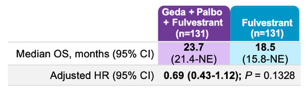 Geda + Palbo + Fulvestrant (n=131)
Fulvestrant (n=131)
Median OS, months (95% CI) 23.7 (21.4-NE) 18.5 (15.8-NE)
Adjusted HR (95% CI) 0.69 (0.43-1.12); P = 0.1328